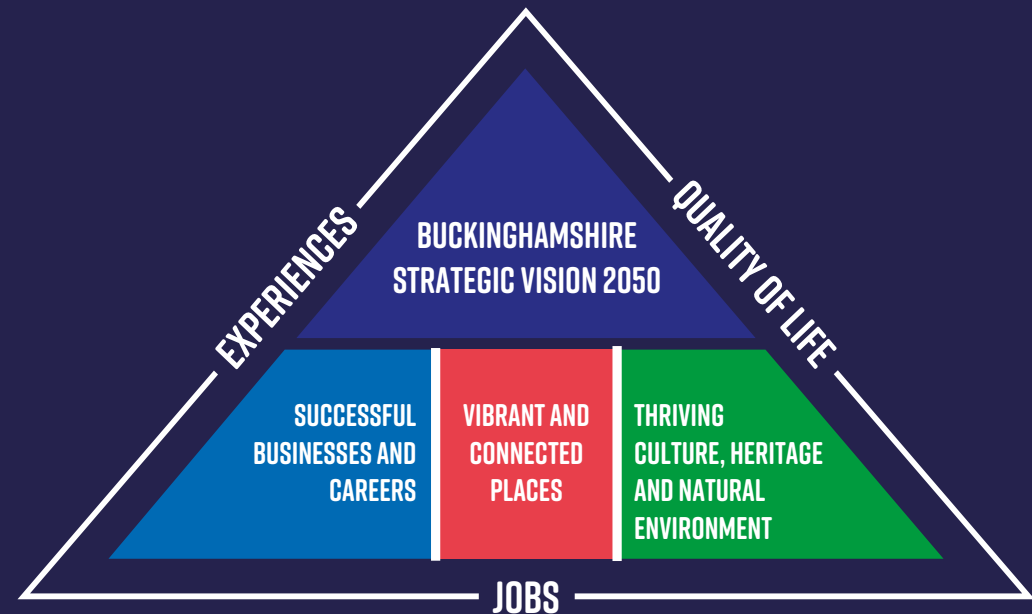 EXPERIENCES
QUALITY OF LIFE
BUCKINGHAMSHIRE
STRATEGIC VISION 2050
SUCCESSFUL
BUSINESSES AND
CAREERS
VIBRANT AND
CONNECTED
PLACES
THRIVING
CULTURE, HERITAGE
AND NATURAL
ENVIRONMENT
JOBS